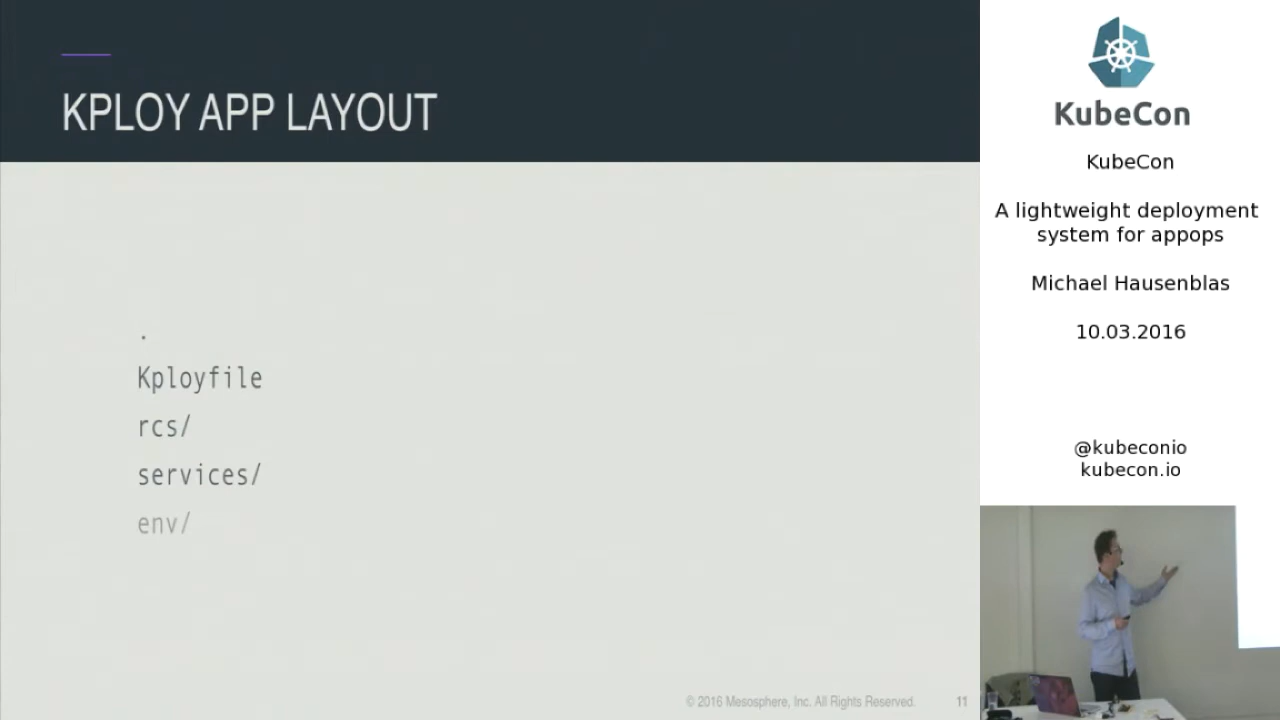 KPLOY APP LAYOUT
.
Kployfile
rcs/
services/
env/
© 2016 Mesosphere, Inc. All Rights Reserved.
11
KubeCon
KubeCon
A lightweight deployment
system for appops
Michael Hausenblas
10.03.2016
@kubeconio
kubecon.io